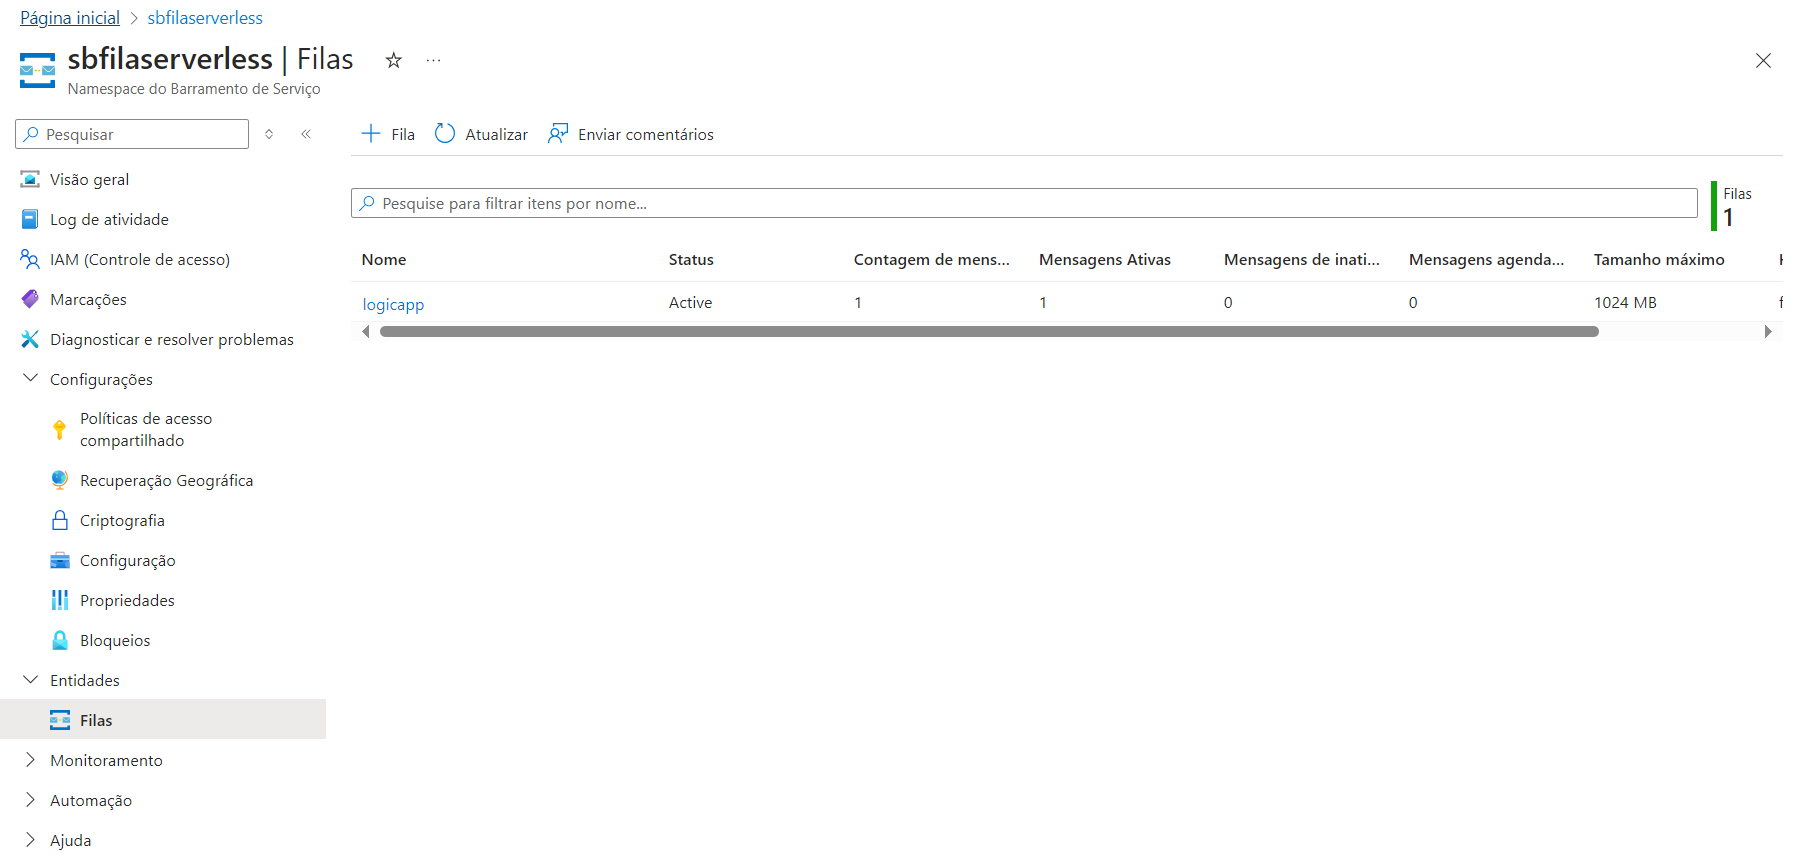 Página inicial > sbfilaserverless
sbfilaserverless | Filas
Namespace do Barramento de Serviço
Pesquisar
Visão geral
Log de atividade
IAM (Controle de acesso)
Marcações
Diagnosticar e resolver problemas
Configurações
Políticas de acesso
compartilhado
Recuperação Geográfica
Criptografia
Configuração
Propriedades
Bloqueios
Entidades
Filas
Monitoramento
Automação
Ajuda
Fila Atualizar Enviar comentários
Pesquise para filtrar itens por nome...
Filas
1
Nome Status Contagem de mens... Mensagens Ativas Mensagens de inati... Mensagens agenda... Tamanho máximo
logicapp Active 1 1 0 0 1024 MB